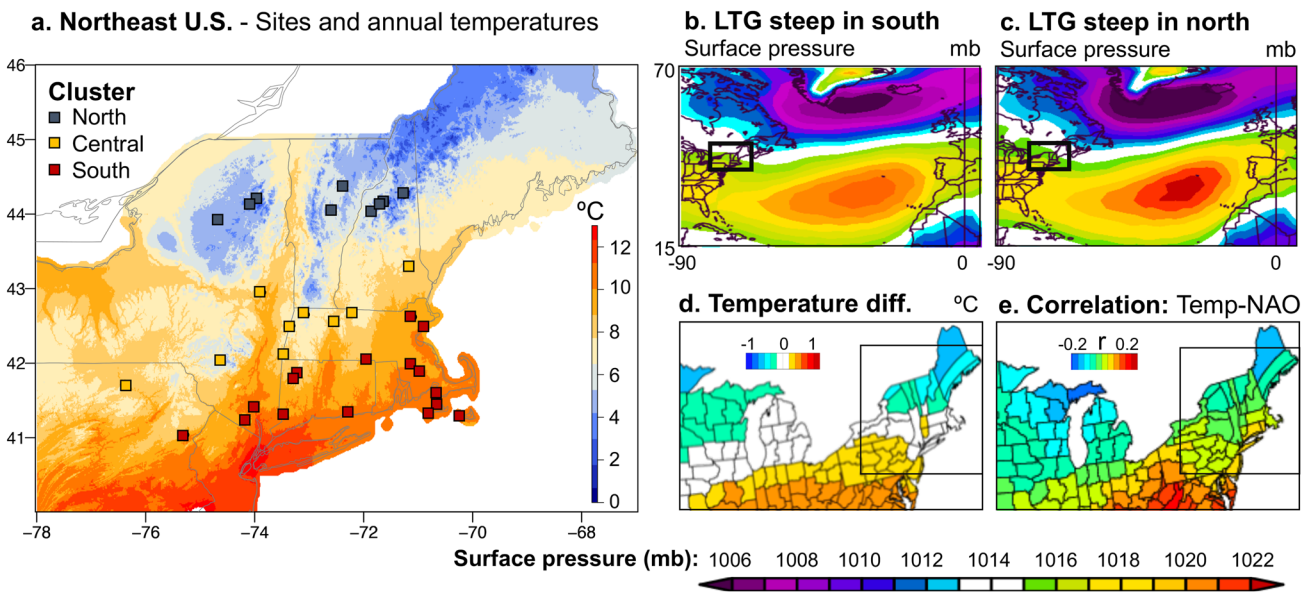 a. Northeast U.S. - Sites and annual temperatures
46
45
44
43
42
41
Cluster
North
Central
South
ºC
12
10
8
6
4
2
0
−78
−76
−74
−72
−70
−68
b. LTG steep in south
Surface pressure mb
70
15
-90
0
c. LTG steep in north
Surface pressure mb
-90
0
d. Temperature diff. ºC
-1 0 1
e. Correlation: Temp-NAO
-0.2 r 0.2
Surface pressure (mb): 1006 1008 1010 1012 1014 1016 1018 1020 1022